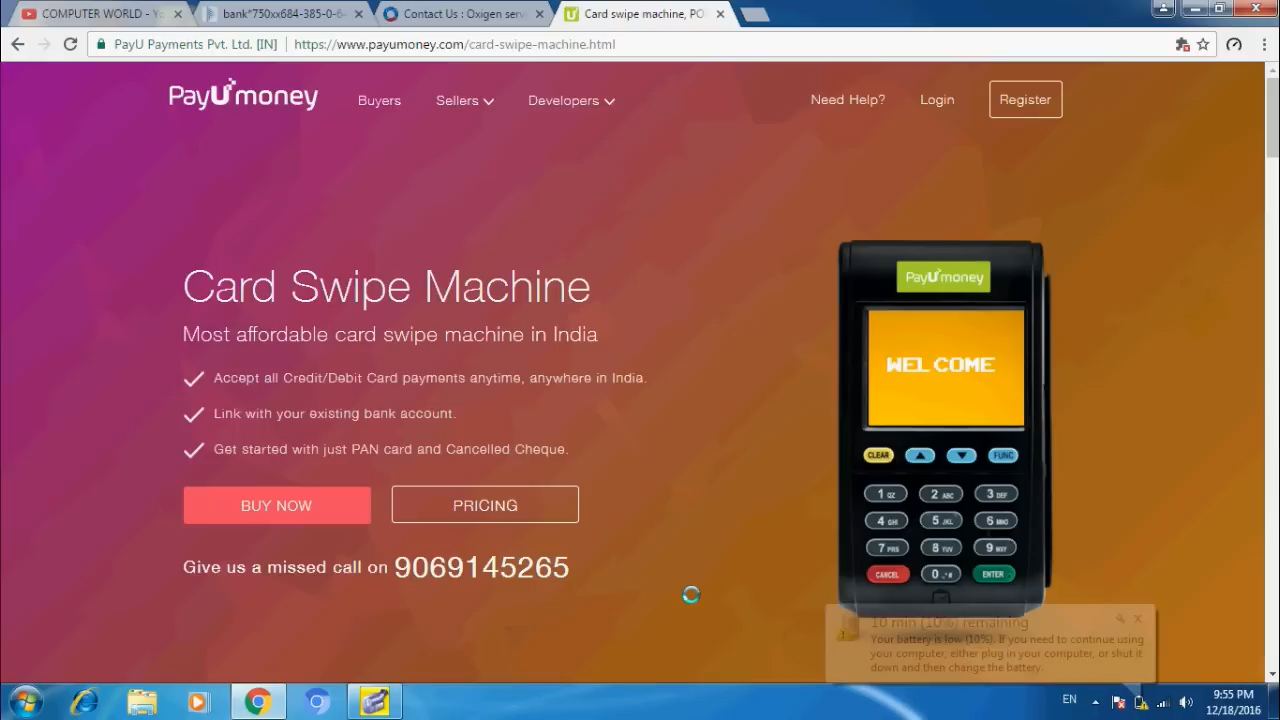 COMPUTER WORLD - Yo
bank*750xx684-385-0-6
Contact Us : Oxigen serv
Card swipe machine, PO
PayU Payments Pvt. Ltd. [IN]
https://www.payumoney.com/card-swipe-machine.html
PayUmoney
Buyers
Sellers
Developers
Need Help?
Login
Register
Card Swipe Machine
Most affordable card swipe machine in India
Accept all Credit/Debit Card payments anytime, anywhere in India.
Link with your existing bank account.
Get started with just PAN card and Cancelled Cheque.
BUY NOW
PRICING
Give us a missed call on 9069145265
PayUmoney
WELCOME
CLEAR
FUNC
1 QZ
2 ABC
3 DEF
4 GHI
5 JKL
6 MNO
7 PRS
8 TUV
9 WXY
CANCEL
0
ENTER
10 min (10%) remaining
Your battery is low (10%). If you need to continue using
your computer, either plug in your computer, or shut it
down and then change the battery.
EN
9:55 PM
12/18/2016